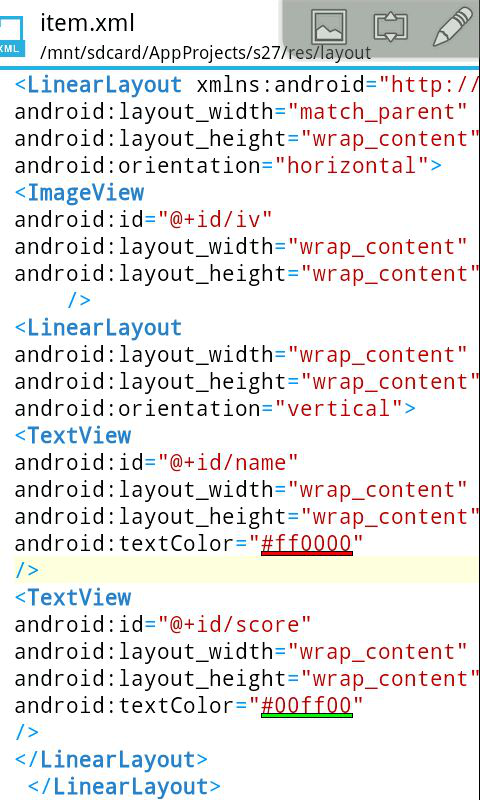 item.xml
XML
/mnt/sdcard/AppProjects/s27/res/layout
<LinearLayout xmlns:android="http://
android:layout_width="match_parent"
android:layout_height="wrap_content"
android:orientation="horizontal">
<ImageView
android:id="@+id/iv"
android:layout_width="wrap_content"
android:layout_height="wrap_content"
/>
<LinearLayout
android:layout_width="wrap_content"
android:layout_height="wrap_content"
android:orientation="vertical">
<TextView
android:id="@+id/name"
android:layout_width="wrap_content"
android:layout_height="wrap_content"
android:textColor="#ff0000"
/>
<TextView
android:id="@+id/score"
android:layout_width="wrap_content"
android:layout_height="wrap_content"
android:textColor="#00ff00"
/>
</LinearLayout>
</LinearLayout>